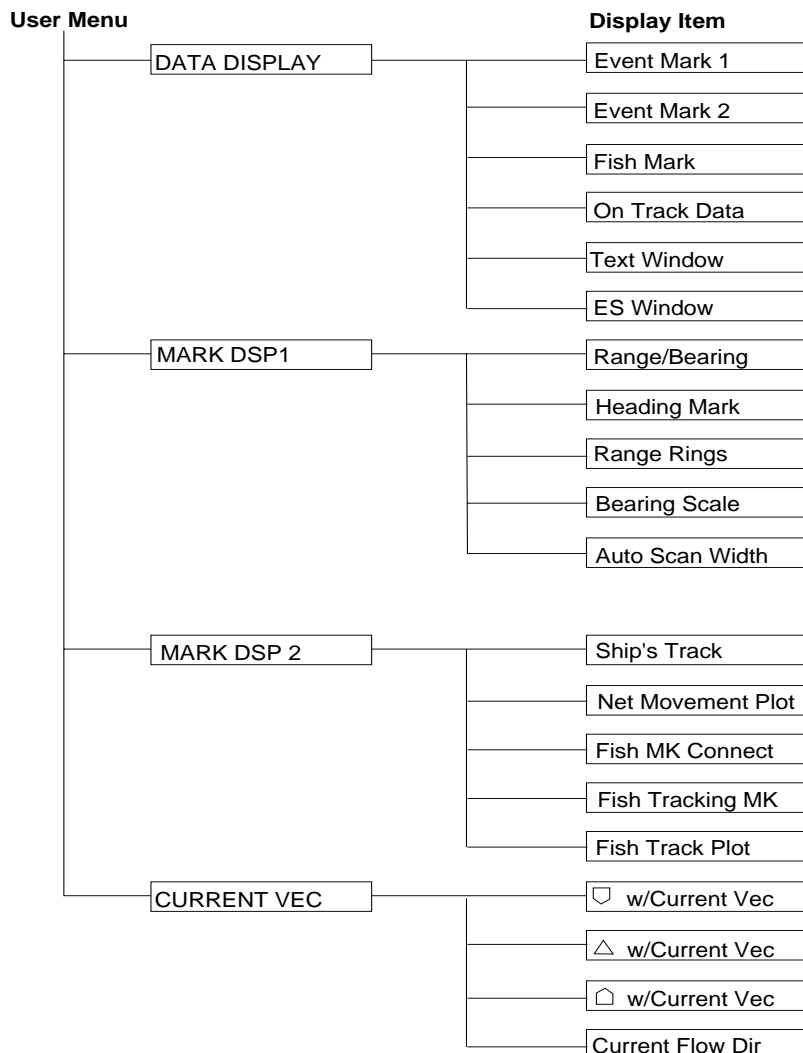 User Menu
Display Item
DATA DISPLAY
Event Mark 1
Event Mark 2
Fish Mark
On Track Data
Text Window
ES Window
MARK DSP1
Range/Bearing
Heading Mark
Range Rings
Bearing Scale
Auto Scan Width
MARK DSP 2
Ship's Track
Net Movement Plot
Fish MK Connect
Fish Tracking MK
Fish Track Plot
CURRENT VEC
w/Current Vec
w/Current Vec
w/Current Vec
Current Flow Dir